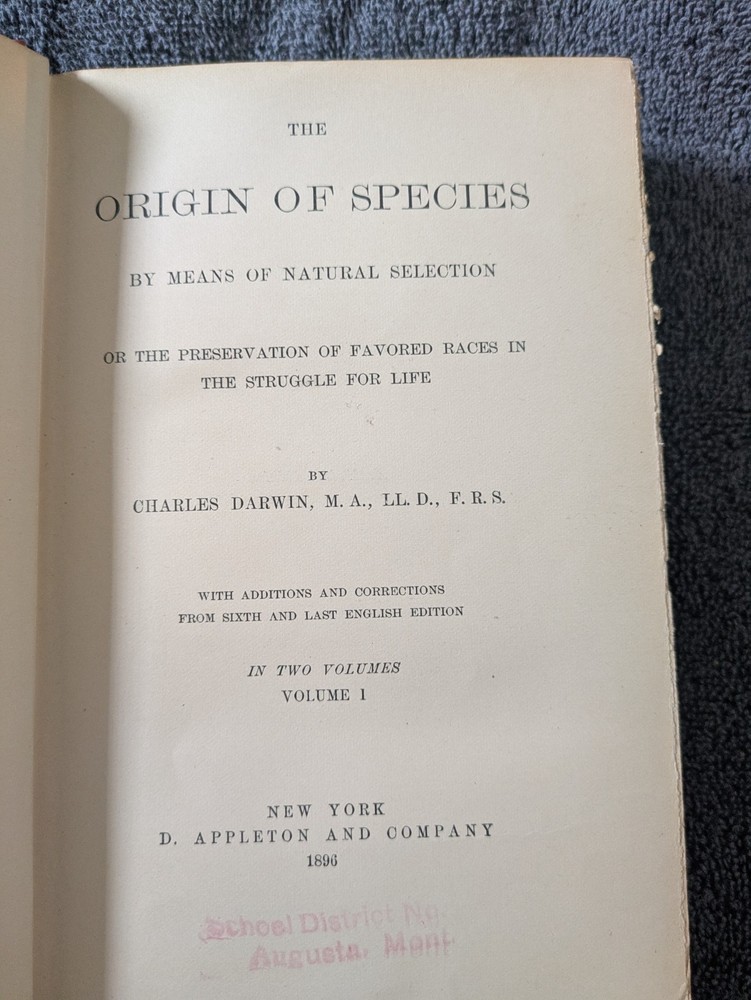 THE
ORIGIN OF SPECIES
BY MEANS OF NATURAL SELECTION
OR THE PRESERVATION OF FAVORED RACES IN
THE STRUGGLE FOR LIFE
BY
CHARLES DARWIN, M. A., LL. D., F. R. S.
WITH ADDITIONS AND CORRECTIONS
FROM SIXTH AND LAST ENGLISH EDITION
IN TWO VOLUMES
VOLUME I
NEW YORK
D. APPLETON AND COMPANY
1896
School District No.
Augusta, Mont.